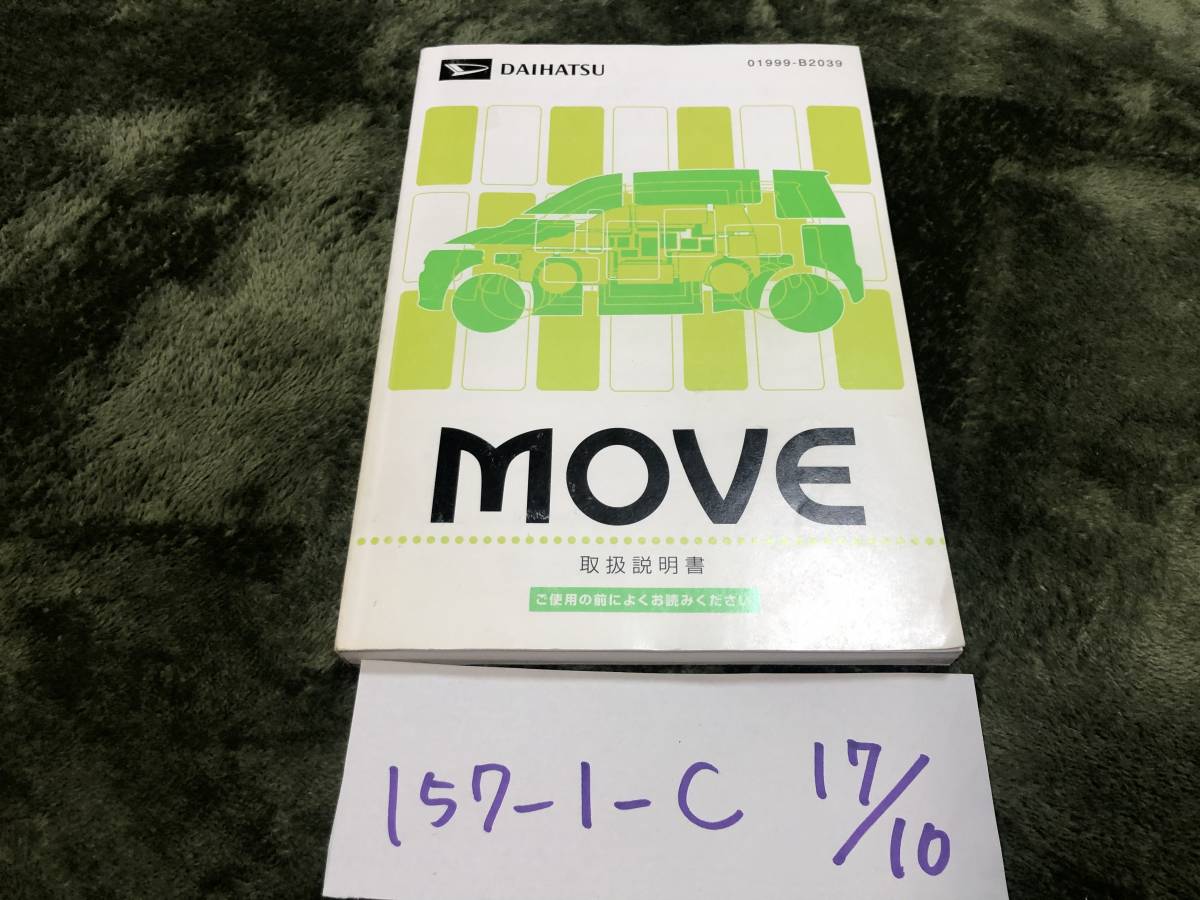 DAIHATSU 01999-B2039
MOVE
取扱説明書
ご使用の前によくお読みください
157-1-C 17/10